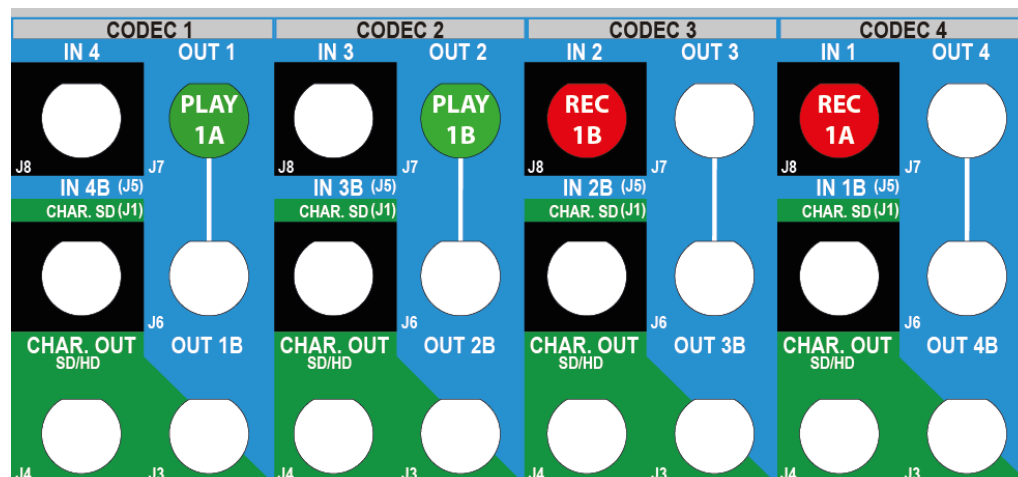 CODEC 1 CODEC 2 CODEC 3 CODEC 4
IN 4 OUT 1 IN 3 OUT 2 IN 2 OUT 3 IN 1 OUT 4
PLAY PLAY REC REC
1A 1B 1B 1A
J8 J7 J8 J7 J8 J7 J8 J7
IN 4B (J5) IN 3B (J5) IN 2B (J5) IN 1B (J5)
CHAR. SD (J1) CHAR. SD (J1) CHAR. SD (J1) CHAR. SD (J1)
J6 J6 J6 J6
CHAR. OUT OUT 1B CHAR. OUT OUT 2B CHAR. OUT OUT 3B CHAR. OUT OUT 4B
SD/HD SD/HD SD/HD SD/HD
J4 J3 J4 J3 J4 J3 J4 J3